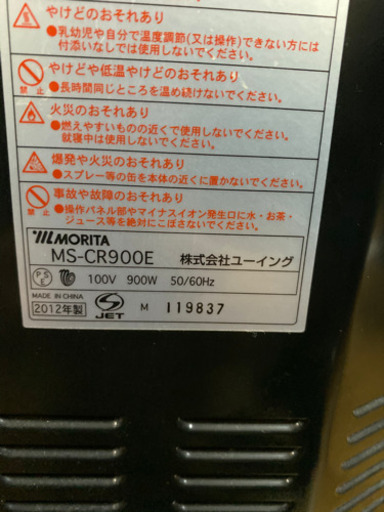 やけどのおそれあり
●乳幼児や自分で温度調節(又は操作)できない方には
付添いなしでは使用しないでください。
やけどや低温やけどのおそれあり
禁止
●長時間同じところを温め続けないでください。
火災のおそれあり
●燃えやすいものの近くで使用しないでください。
就寝中は使用しないでください。
爆発や火災のおそれあり
●スプレー等の缶を本体の近くに置かないでください。
事故や故障のおそれあり
禁止
●操作パネル部やマイナスイオン発生口に水・お茶・
ジュース等を絶対にこぼさないでください。
MORITA
MS-CR900E 株式会社ユーイング
PS E 100V 900W 50/60Hz
MADE IN CHINA
2012年製 JET M 119837